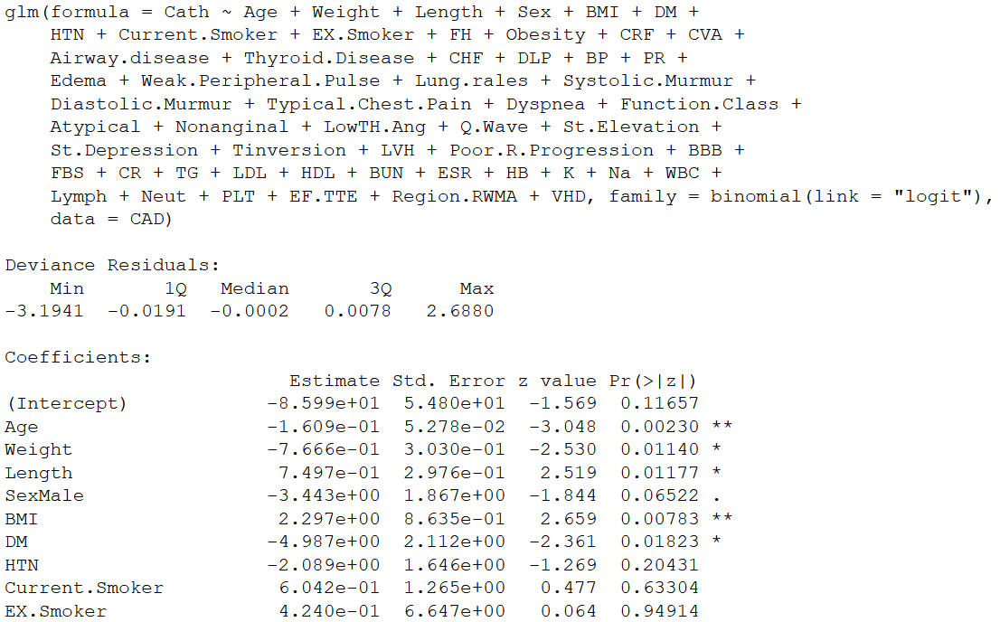 glm(formula = Cath ~ Age + Weight + Length + Sex + BMI + DM +
    HTN + Current.Smoker + EX.Smoker + FH + Obesity + CRF + CVA +
    Airway.disease + Thyroid.Disease + CHF + DLP + BP + PR +
    Edema + Weak.Peripheral.Pulse + Lung.rales + Systolic.Murmur +
    Diastolic.Murmur + Typical.Chest.Pain + Dyspnea + Function.Class +
    Atypical + Nonanginal + LowTH.Ang + Q.Wave + St.Elevation +
    St.Depression + Tinversion + LVH + Poor.R.Progression + BBB +
    FBS + CR + TG + LDL + HDL + BUN + ESR + HB + K + Na + WBC +
    Lymph + Neut + PLT + EF.TTE + Region.RWMA + VHD, family = binomial(link = "logit"),
    data = CAD)

Deviance Residuals:
    Min       1Q   Median       3Q      Max
-3.1941  -0.0191  -0.0002   0.0078   2.6880

Coefficients:
                        Estimate Std. Error z value Pr(>|z|)
(Intercept)           -8.599e+01  5.480e+01  -1.569  0.11657
Age                   -1.609e-01  5.278e-02  -3.048  0.00230 **
Weight                -7.666e-01  3.030e-01  -2.530  0.01140 *
Length                 7.497e-01  2.976e-01   2.519  0.01177 *
SexMale               -3.443e+00  1.867e+00  -1.844  0.06522 .
BMI                    2.297e+00  8.635e-01   2.659  0.00783 **
DM                    -4.987e+00  2.112e+00  -2.361  0.01823 *
HTN                   -2.089e+00  1.646e+00  -1.269  0.20431
Current.Smoker         6.042e-01  1.265e+00   0.477  0.63304
EX.Smoker              4.240e-01  6.647e+00   0.064  0.94914